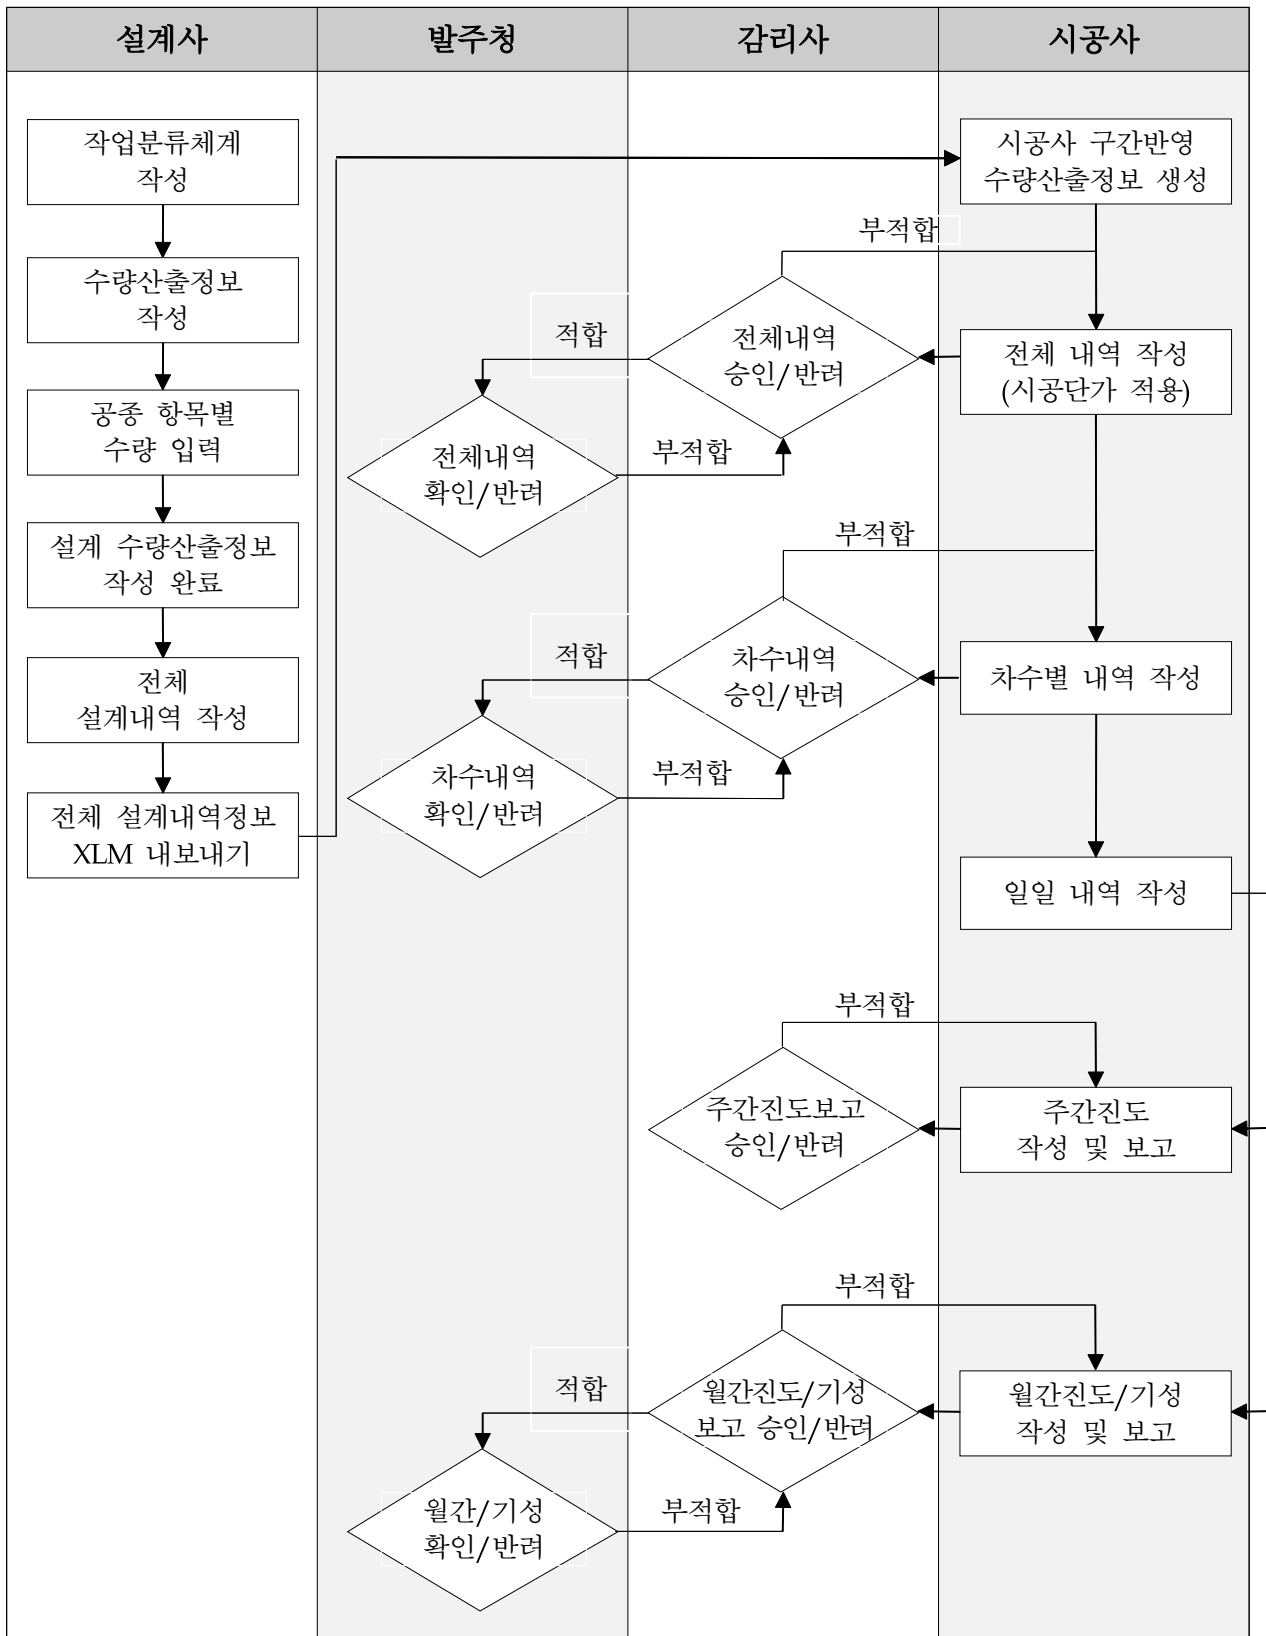 설계사
발주청
감리사
시공사
작업분류체계
작성
수량산출정보
작성
공종 항목별
수량 입력
설계 수량산출정보
작성 완료
전체
설계내역 작성
전체 설계내역정보
XLM 내보내기
시공사 구간반영
수량산출정보 생성
부적합
전체내역
승인/반려
전체 내역 작성
(시공단가 적용)
적합
전체내역
확인/반려
부적합
부적합
차수내역
승인/반려
차수별 내역 작성
적합
차수내역
확인/반려
부적합
일일 내역 작성
부적합
주간진도보고
승인/반려
주간진도
작성 및 보고
부적합
월간진도/기성
보고 승인/반려
월간진도/기성
작성 및 보고
적합
월간/기성
확인/반려
부적합